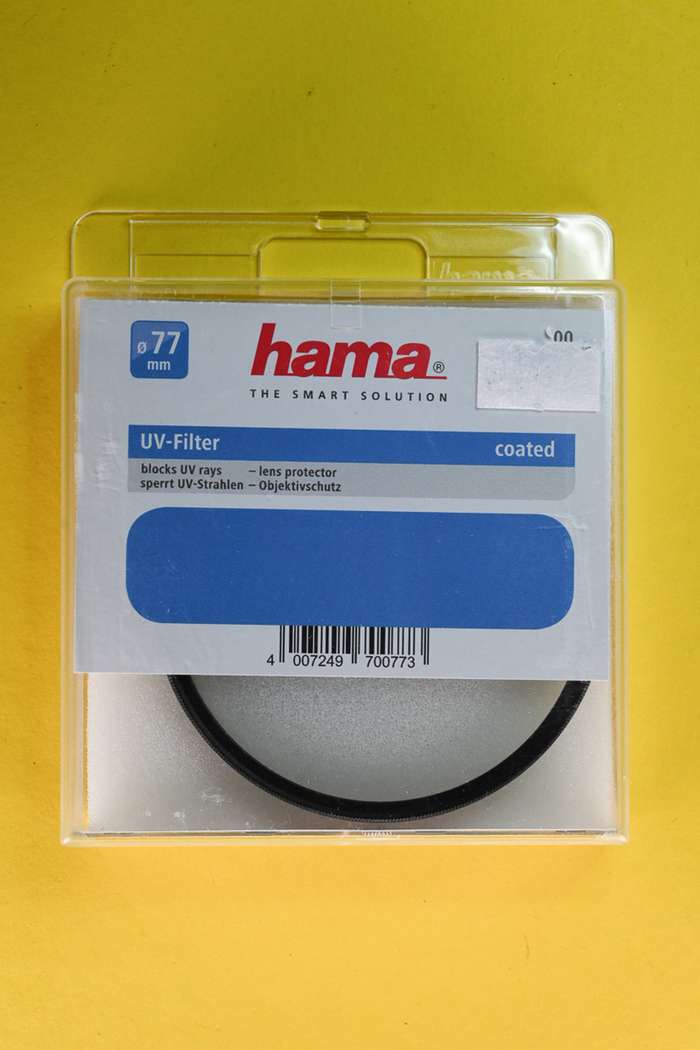 ø 77
mm
hama®
THE SMART SOLUTION
UV-Filter
coated
blocks UV rays – lens protector
sperrt UV-Strahlen – Objektivschutz
4 007249 700773
hama